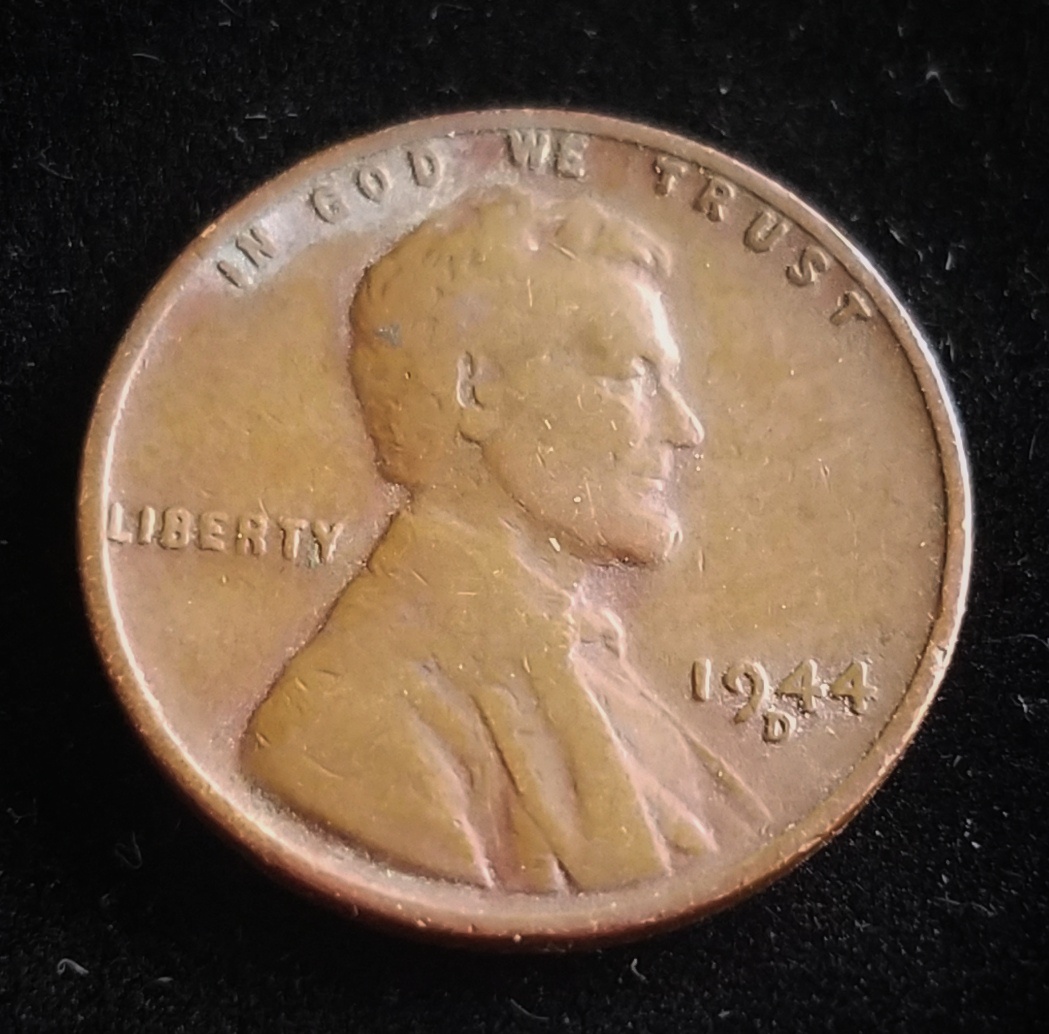 IN GOD WE TRUST
LIBERTY
1944
D